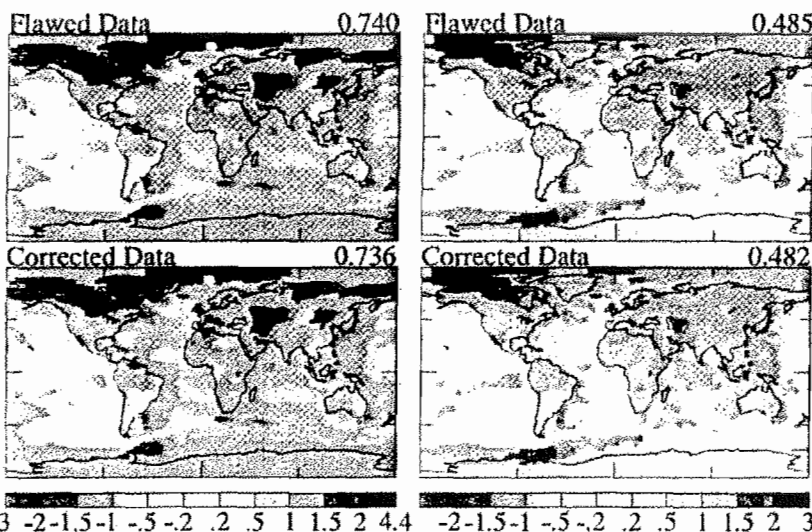 Flawed Data 0.740
Flawed Data 0.485
Corrected Data 0.736
Corrected Data 0.482
3 -2 -1.5 -1 -.5 -.2 .2 .5 1 1.5 2 4.4
-2 -1.5 -1 -.5 -.2 .2 .5 1 1.5 2